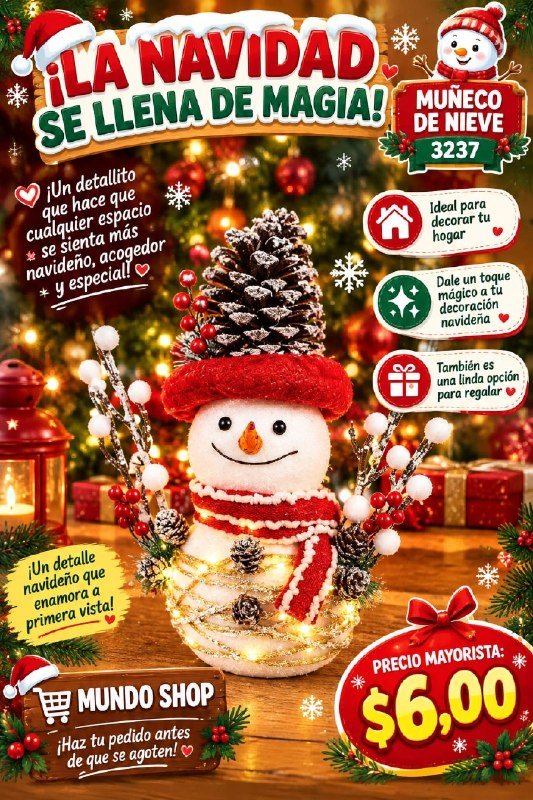 ¡LA NAVIDAD
SE LLENA DE MAGIA!
MUÑECO
DE NIEVE
3237
¡Un detallito
que hace que
cualquier espacio
se sienta más
navideño, acogedor
y especial!
Ideal para
decorar tu
hogar
Dale un toque
mágico a tu
decoración
navideña
También es
una linda opción
para regalar
¡Un detalle
navideño que
enamora a
primera vista!
MUNDO SHOP
¡Haz tu pedido antes
de que se agoten!
PRECIO MAYORISTA:
$6,00